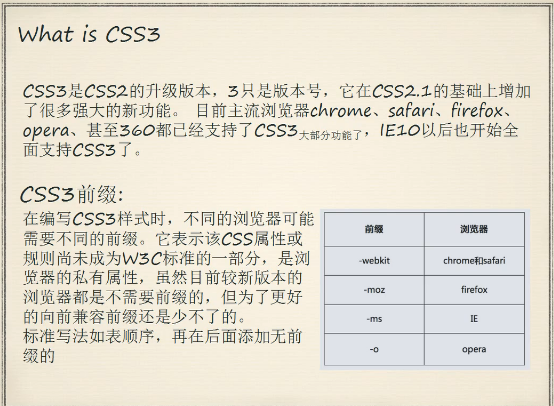 What is CSS3
CSS3是CSS2的升级版本，3只是版本号，它在CSS2.1的基础上增加
了很多强大的新功能。 目前主流浏览器chrome、safari、firefox、
opera、甚至360都已经支持了CSS3大部分功能了，IE10以后也开始全
面支持CSS3了。
CSS3前缀:
在编写CSS3样式时，不同的浏览器可能
需要不同的前缀。它表示该CSS属性或
规则尚未成为W3C标准的一部分，是浏
览器的私有属性，虽然目前较新版本的
浏览器都是不需要前缀的，但为了更好
的向前兼容前缀还是少不了的。
标准写法如表顺序，再在后面添加无前
缀的
前缀 浏览器
-webkit chrome和safari
-moz firefox
-ms IE
-o opera